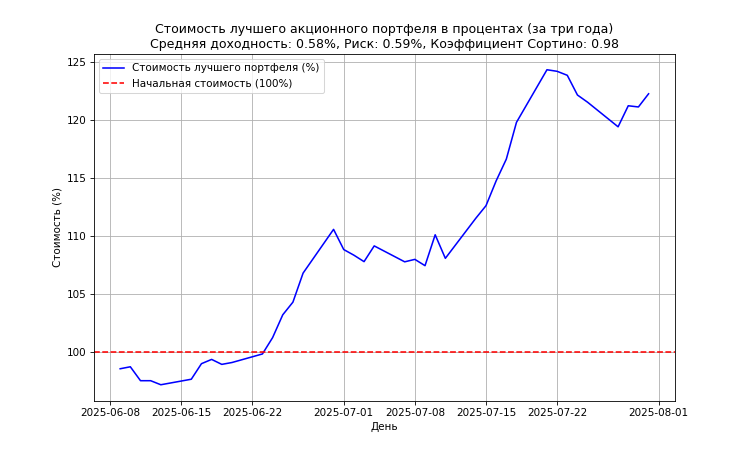 Стоимость лучшего акционного портфеля в процентах (за три года)
Средняя доходность: 0.58%, Риск: 0.59%, Коэффициент Сортино: 0.98
Стоимость лучшего портфеля (%)
Начальная стоимость (100%)
Стоимость (%)
125
120
115
110
105
100
2025-06-08
2025-06-15
2025-06-22
2025-07-01
2025-07-08
2025-07-15
2025-07-22
2025-08-01
День